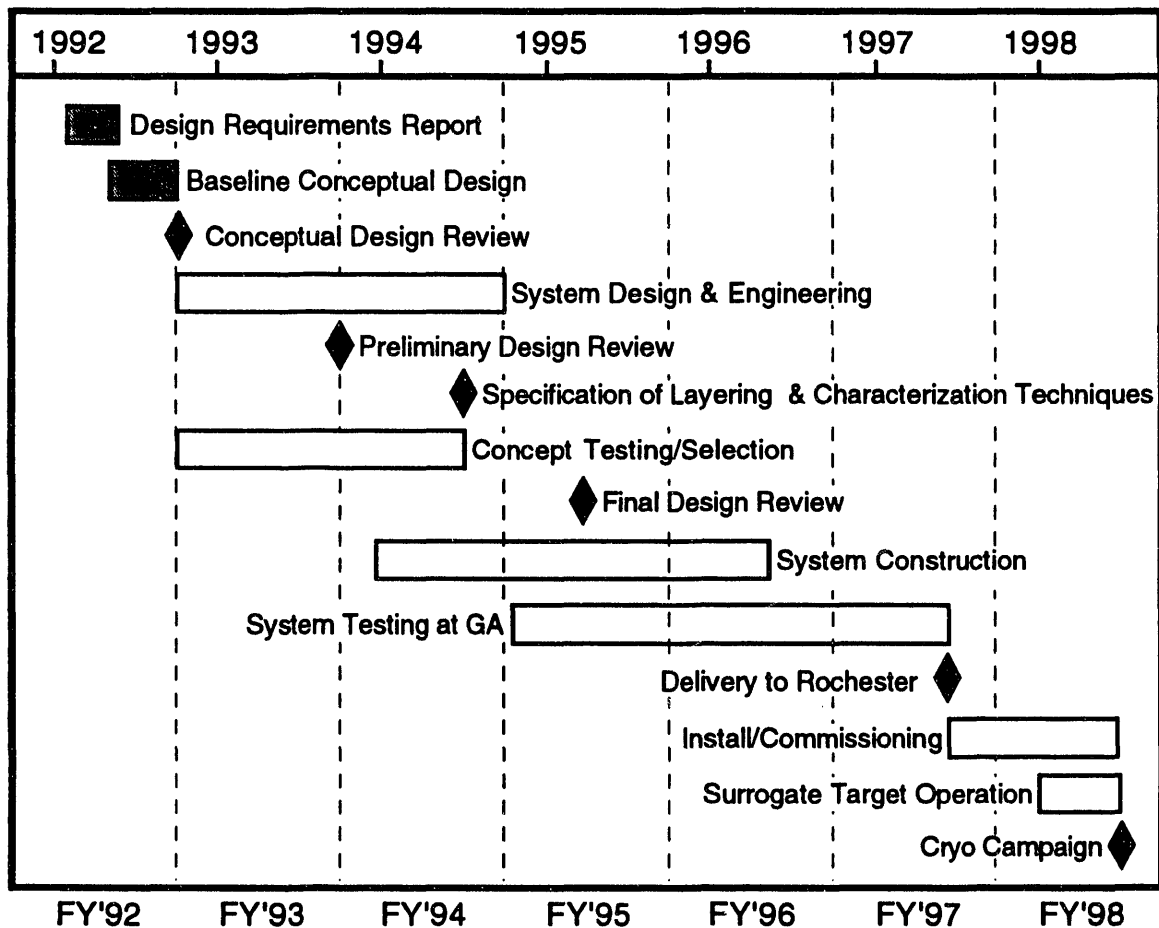 1992 1993 1994 1995 1996 1997 1998
Design Requirements Report
Baseline Conceptual Design
Conceptual Design Review
System Design & Engineering
Preliminary Design Review
Specification of Layering & Characterization Techniques
Concept Testing/Selection
Final Design Review
System Construction
System Testing at GA
Delivery to Rochester
Install/Commissioning
Surrogate Target Operation
Cryo Campaign
FY'92 FY'93 FY'94 FY'95 FY'96 FY'97 FY'98